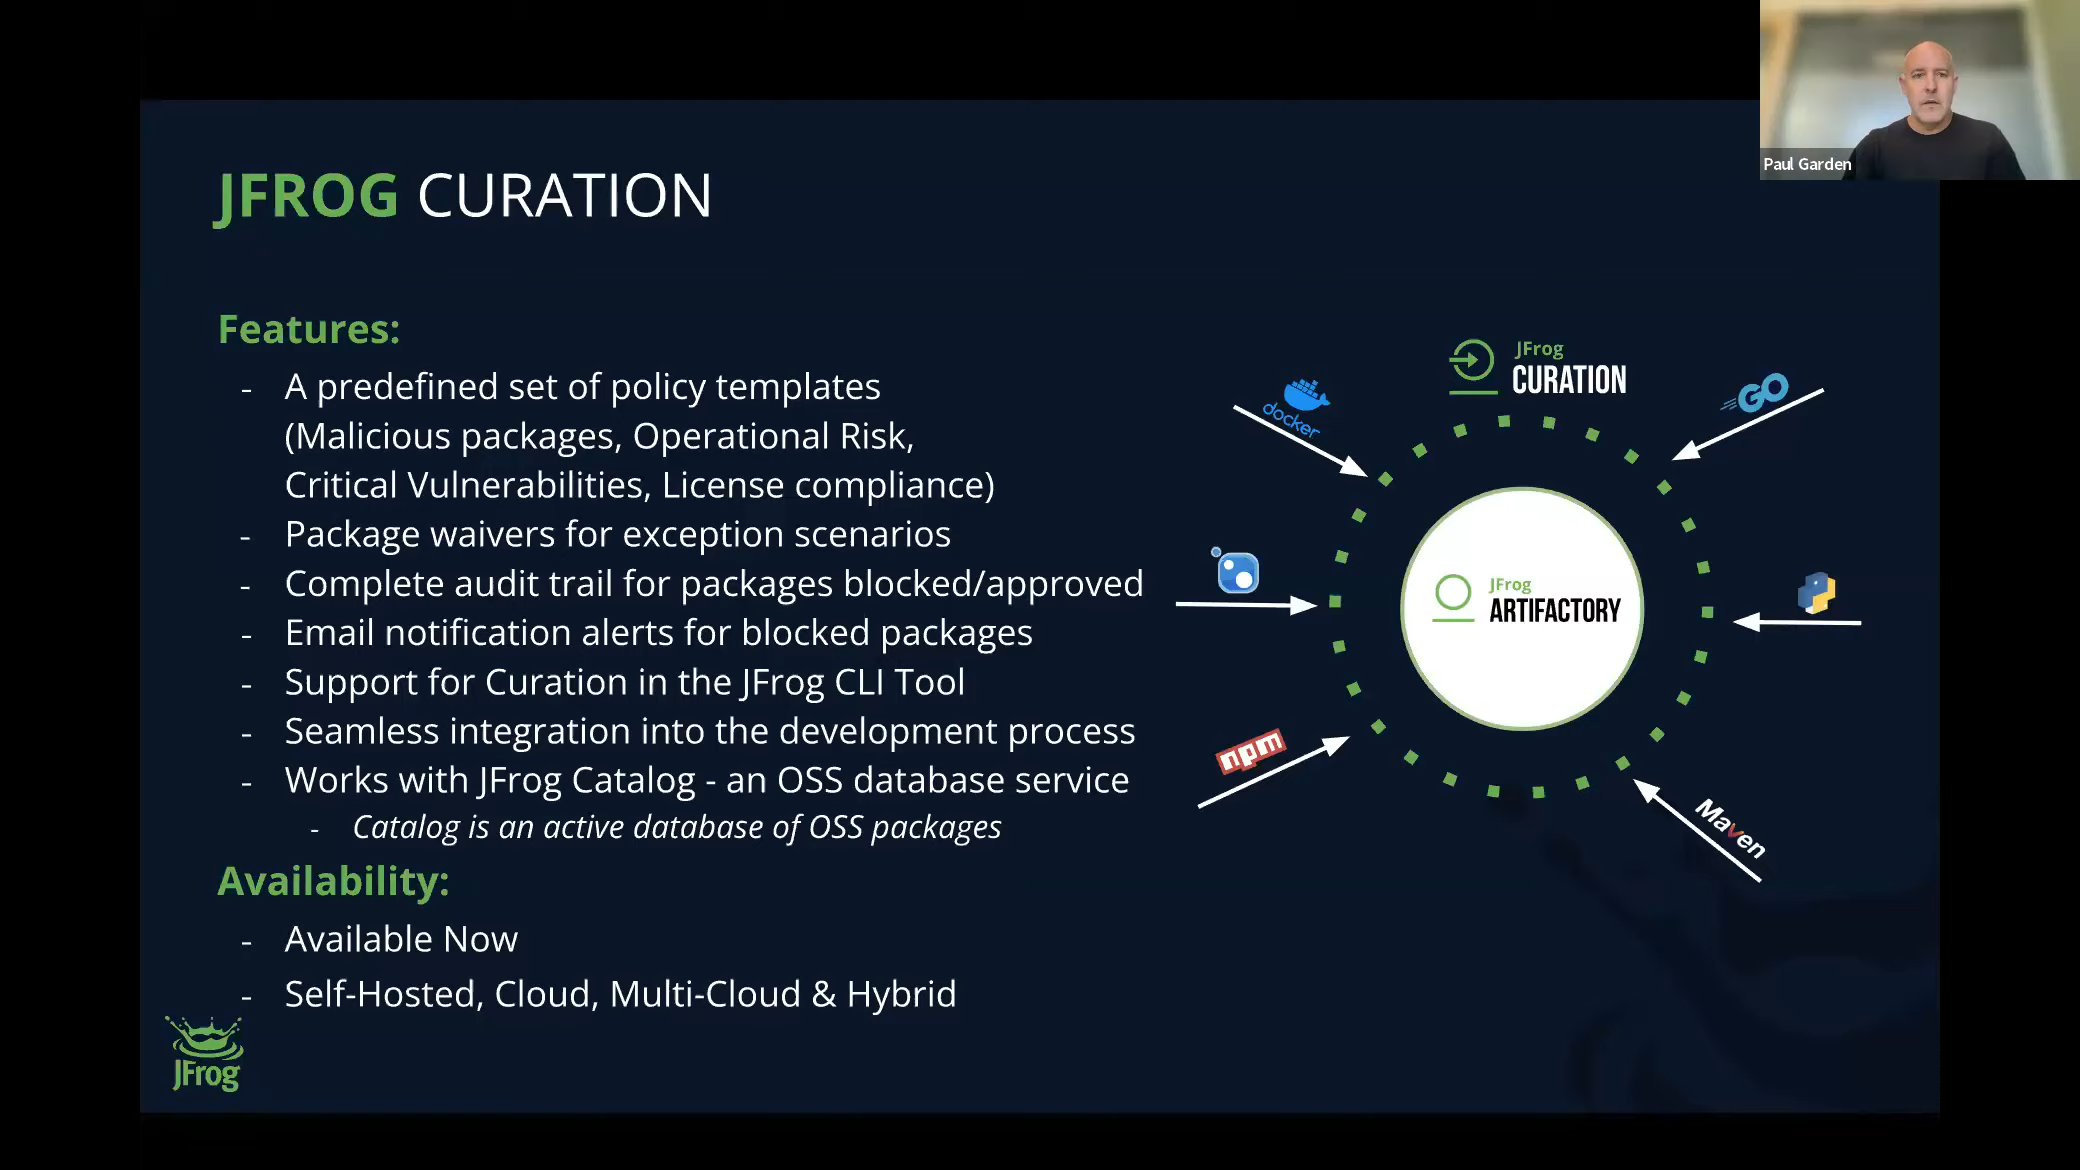 Paul Garden
JFROG CURATION
Features:
- A predefined set of policy templates
(Malicious packages, Operational Risk,
Critical Vulnerabilities, License compliance)
- Package waivers for exception scenarios
- Complete audit trail for packages blocked/approved
- Email notification alerts for blocked packages
- Support for Curation in the JFrog CLI Tool
- Seamless integration into the development process
- Works with JFrog Catalog - an OSS database service
- Catalog is an active database of OSS packages
Availability:
- Available Now
- Self-Hosted, Cloud, Multi-Cloud & Hybrid
JFrog
JFrog
CURATION
docker
GO
JFrog
ARTIFACTORY
npm
Maven